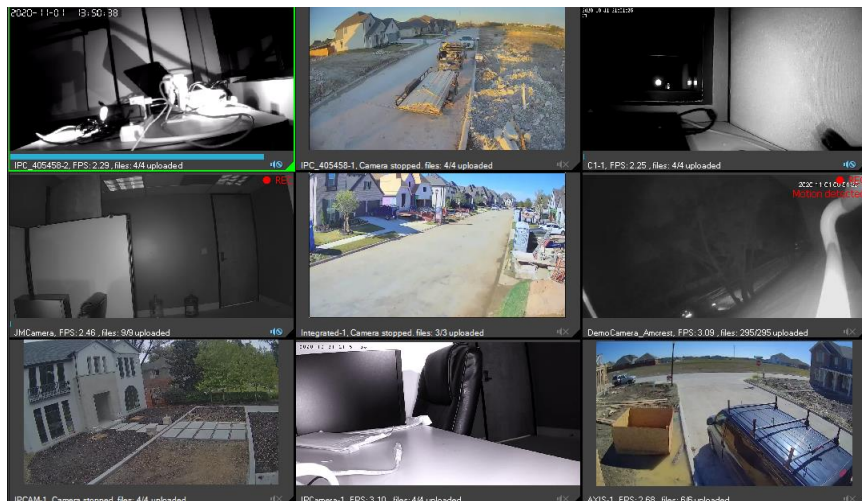 2020-11-01 13:50:38
IPC_405458-2, FPS: 2.29, files: 4/4 uploaded
IPC_405458-1, Camera stopped. files: 4/4 uploaded
C1-1, FPS: 2.25, files: 4/4 uploaded
Motion detected
JMCamera, FPS: 2.46, files: 9/9 uploaded
Integrated-1, Camera stopped. files: 3/3 uploaded
DemoCamera_Amcrest, FPS: 3.09, files: 295/295 uploaded
IPCAM-1, Camera stopped, files: 4/4 uploaded
IPCamera-1, FPS: 3.10, files: 4/4 uploaded
AXIS-1, FPS: 2.68, files: 6/6 uploaded